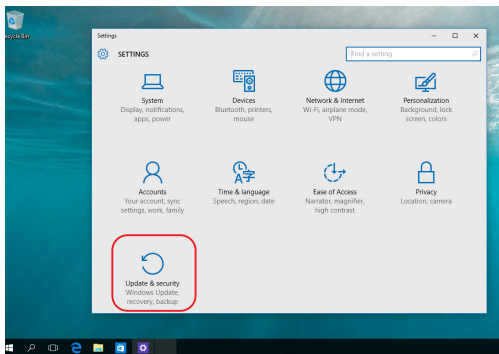 Recycle Bin
Settings
SETTINGS
Find a setting
System
Display, notifications,
apps, power
Devices
Bluetooth, printers,
mouse
Network & Internet
Wi-Fi, airplane mode,
VPN
Personalization
Background, lock
screen, colors
Accounts
Your account, sync
settings, work, family
Time & language
Speech, region, date
Ease of Access
Narrator, magnifier,
high contrast
Privacy
Location, camera
Update & security
Windows Update,
recovery, backup